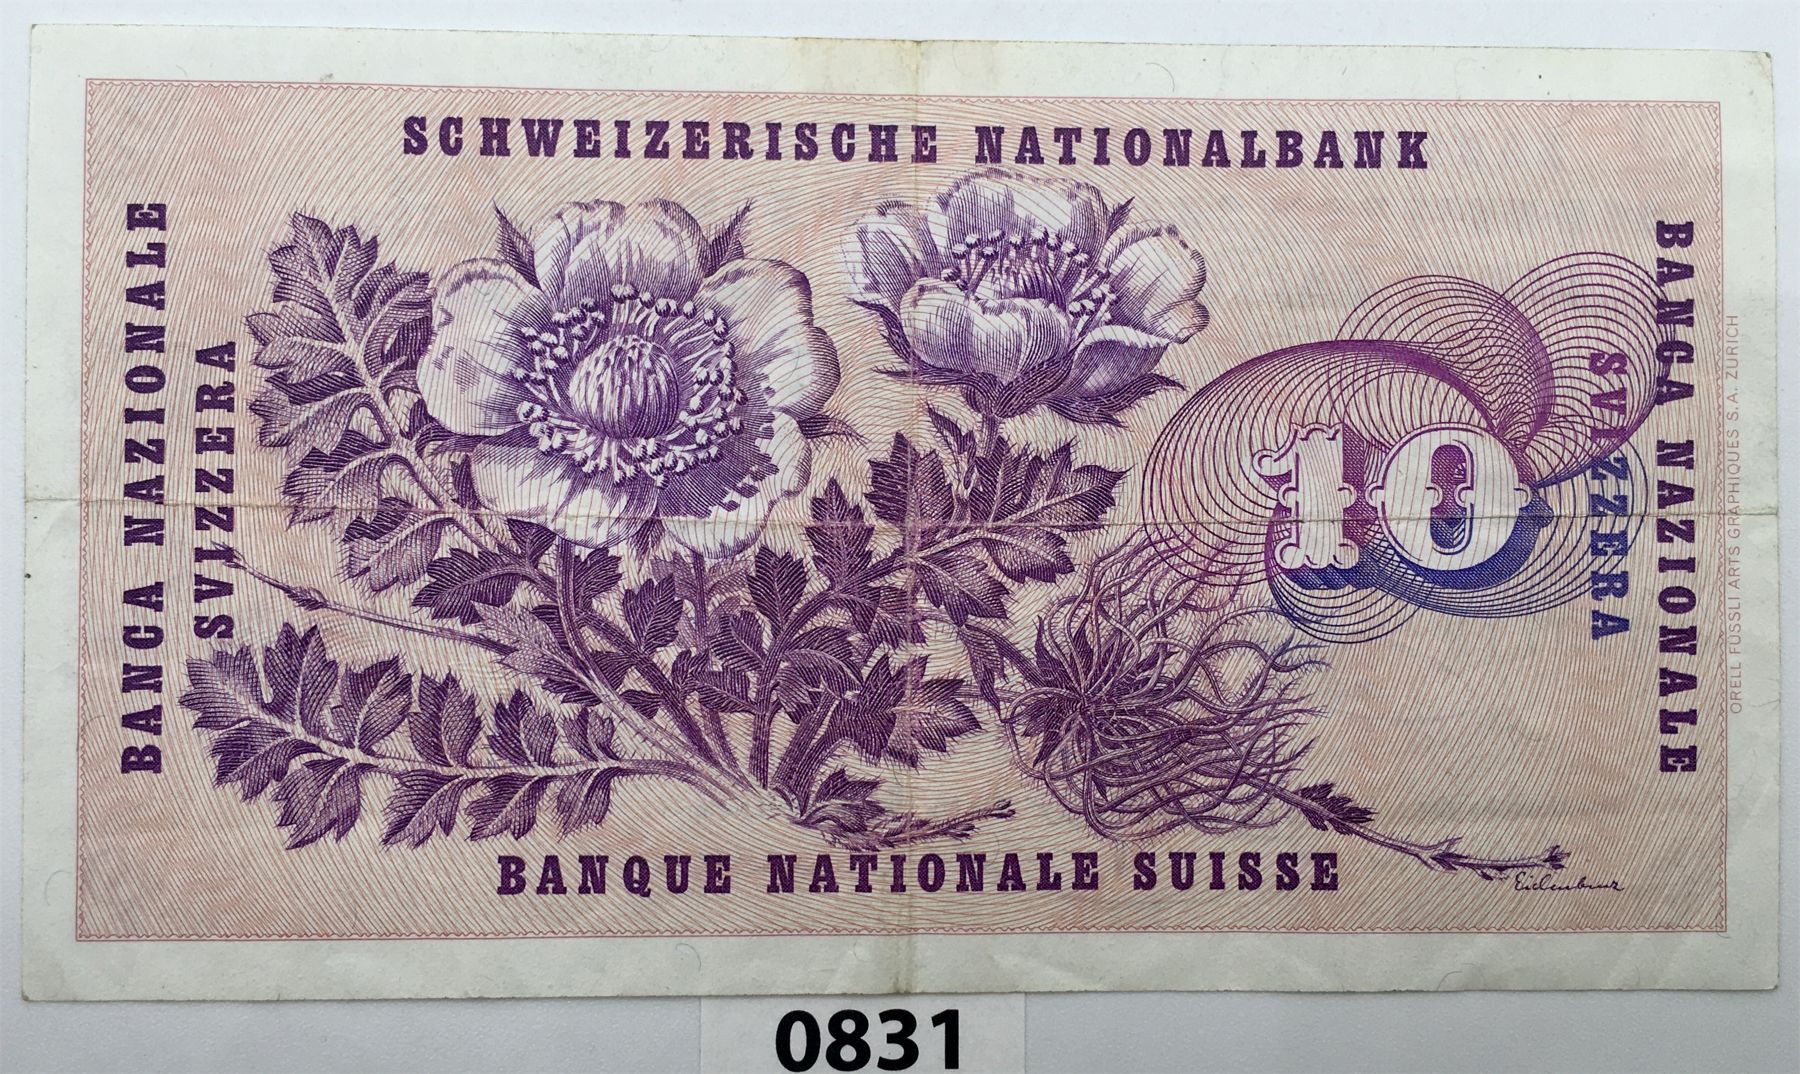 SCHWEIZERISCHE NATIONALBANK
BANCA NAZIONALE
SVIZZERA
10
BANCA NAZIONALE
SVIZZERA
ORELL FÜSSLI ARTS GRAPHIQUES S.A. ZURICH
BANQUE NATIONALE SUISSE
Eidenbenz
0831